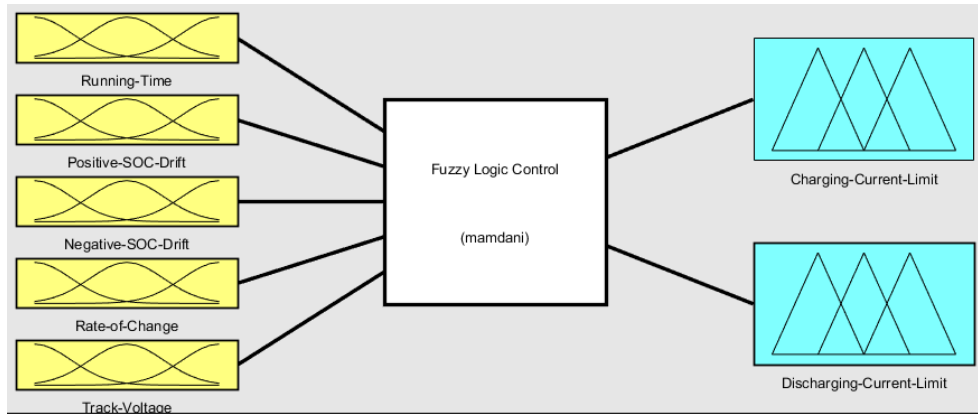 Running-Time
Positive-SOC-Drift
Negative-SOC-Drift
Rate-of-Change
Track-Voltage
Fuzzy Logic Control
(mamdani)
Charging-Current-Limit
Discharging-Current-Limit